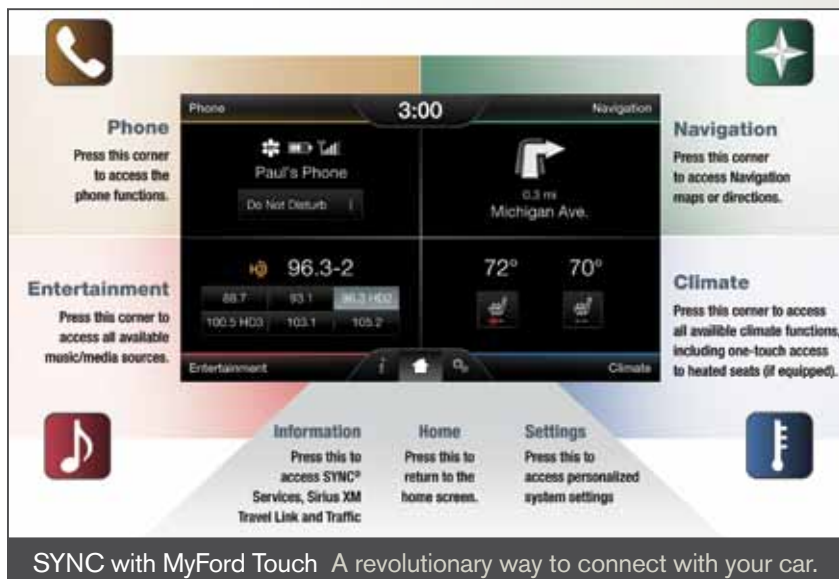 Phone
3:00
Navigation
Phone
Press this corner
to access the
phone functions.
Paul's Phone
Do Not Disturb
0.3 mi
Michigan Ave.
Navigation
Press this corner
to access Navigation
maps or directions.
Entertainment
Press this corner to
access all available
music/media sources.
96.3-2
88.7 93.1 96.3 HD2
100.5 HD3 103.1 105.2
72° 70°
Climate
Press this corner to access
all availible climate functions,
including one-touch access
to heated seats (if equipped).
Entertainment
i
Climate
Information
Press this to
access SYNC®
Services, Sirius XM
Travel Link and Traffic
Home
Press this to
return to the
home screen.
Settings
Press this to
access personalized
system settings
SYNC with MyFord Touch A revolutionary way to connect with your car.